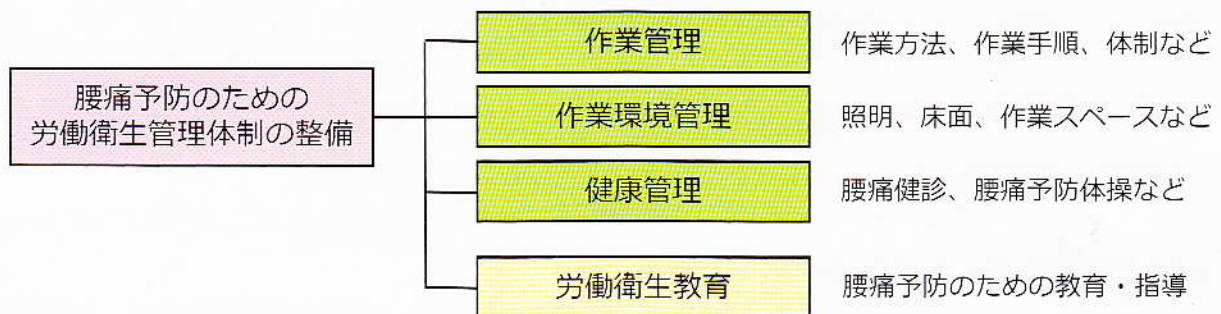 腰痛予防のための
労働衛生管理体制の整備
作業管理 作業方法、作業手順、体制など
作業環境管理 照明、床面、作業スペースなど
健康管理 腰痛健診、腰痛予防体操など
労働衛生教育 腰痛予防のための教育・指導